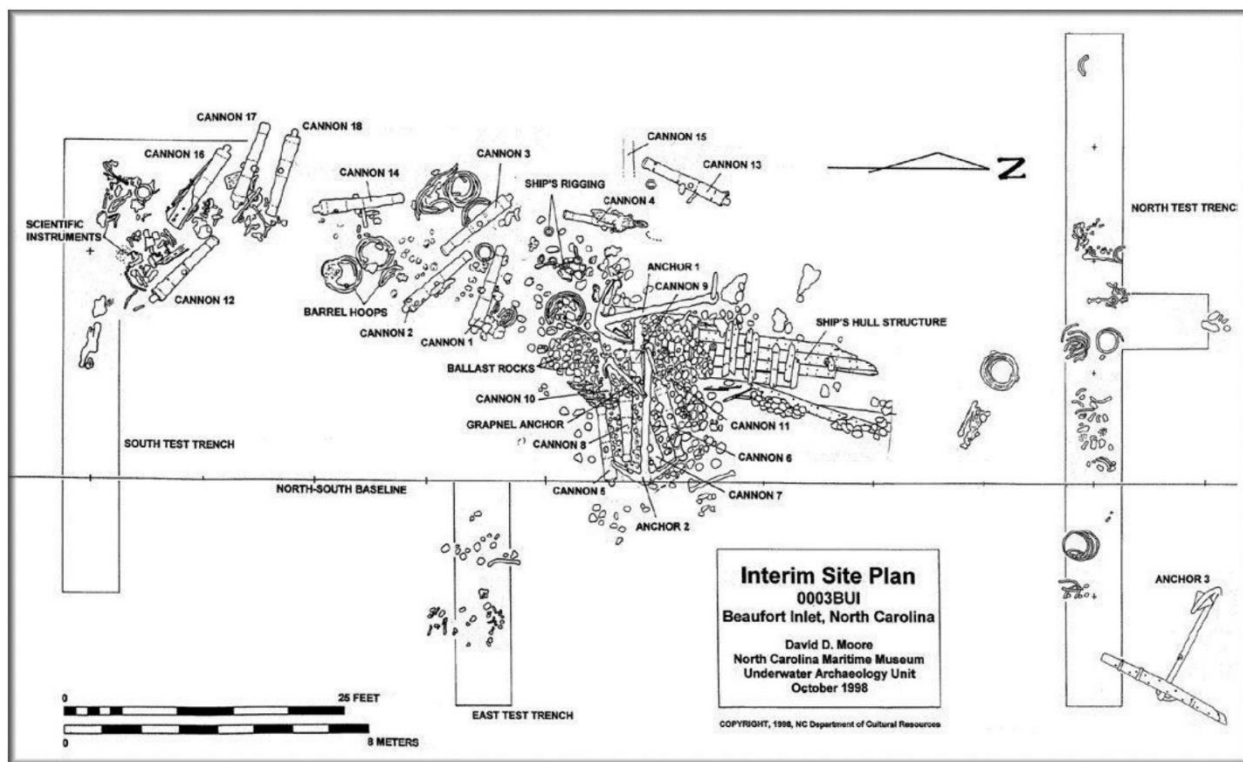 CANNON 17
CANNON 18
CANNON 16
CANNON 3
CANNON 15
CANNON 13
CANNON 14
SHIP'S RIGGING
CANNON 4
N
NORTH TEST TRENC
SCIENTIFIC
INSTRUMENTS
CANNON 12
BARREL HOOPS
CANNON 2
CANNON 1
ANCHOR 1
CANNON 9
SHIP'S HULL STRUCTURE
BALLAST ROCKS
CANNON 10
GRAPNEL ANCHOR
CANNON 8
CANNON 11
CANNON 6
SOUTH TEST TRENCH
NORTH-SOUTH BASELINE
CANNON 5
CANNON 7
ANCHOR 2
Interim Site Plan
0003BUI
Beaufort Inlet, North Carolina
David D. Moore
North Carolina Maritime Museum
Underwater Archaeology Unit
October 1998
COPYRIGHT, 1998, NC Department of Cultural Resources
ANCHOR 3
EAST TEST TRENCH
0 25 FEET
0 8 METERS